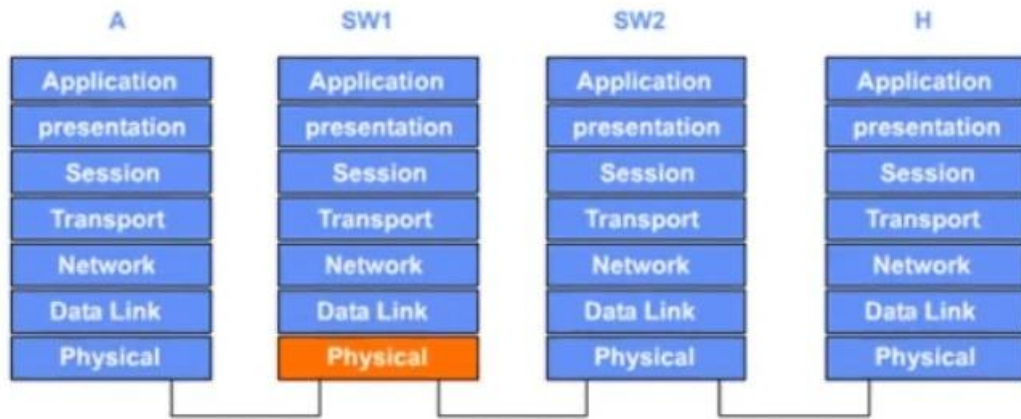 A SW1 SW2 H
Application Application Application Application
presentation presentation presentation presentation
Session Session Session Session
Transport Transport Transport Transport
Network Network Network Network
Data Link Data Link Data Link Data Link
Physical Physical Physical Physical